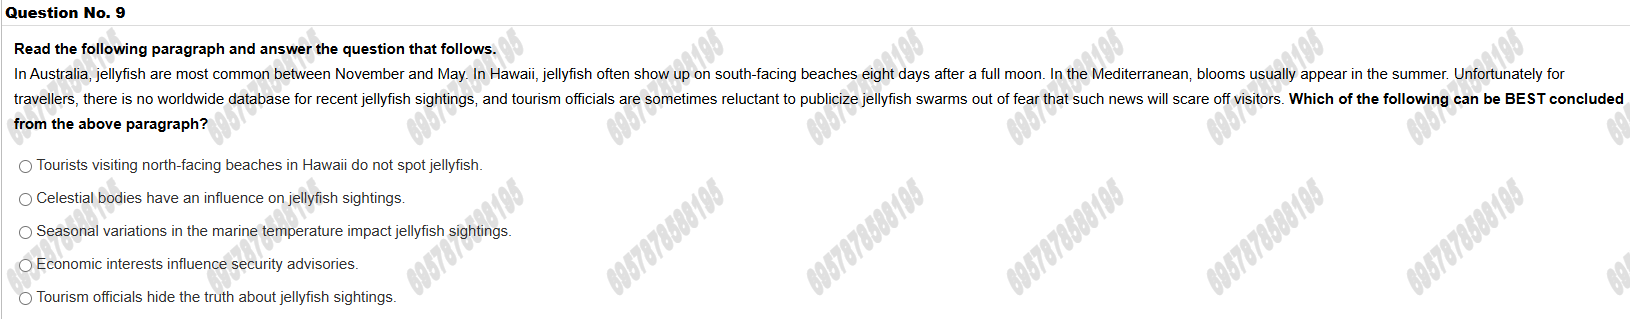 Question No. 9
Read the following paragraph and answer the question that follows.
In Australia, jellyfish are most common between November and May. In Hawaii, jellyfish often show up on south-facing beaches eight days after a full moon. In the Mediterranean, blooms usually appear in the summer. Unfortunately for
travellers, there is no worldwide database for recent jellyfish sightings, and tourism officials are sometimes reluctant to publicize jellyfish swarms out of fear that such news will scare off visitors. Which of the following can be BEST concluded
from the above paragraph?
Tourists visiting north-facing beaches in Hawaii do not spot jellyfish.
Celestial bodies have an influence on jellyfish sightings.
Seasonal variations in the marine temperature impact jellyfish sightings.
Economic interests influence security advisories.
Tourism officials hide the truth about jellyfish sightings.